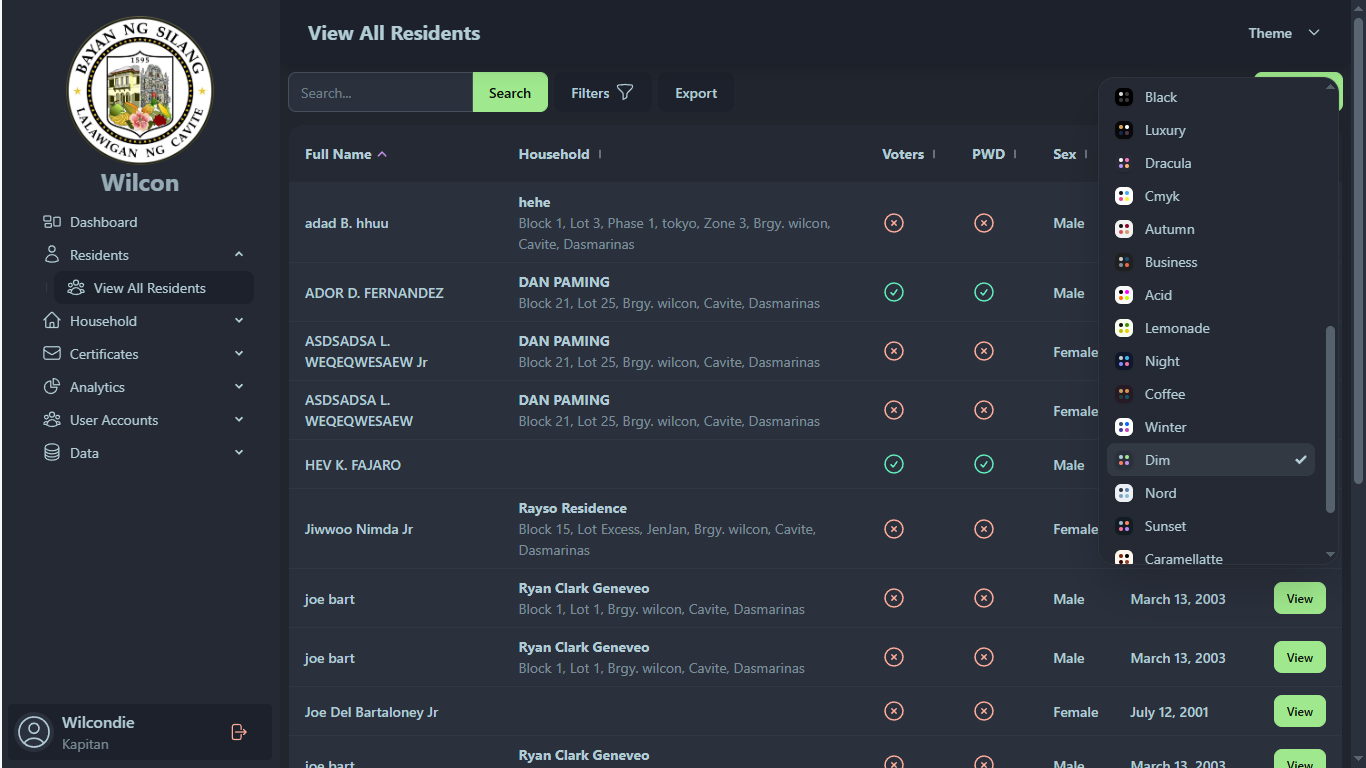 BAYAN NG SILANG
1595
LALAWIGAN NG CAVITE
Wilcon
Dashboard
Residents
View All Residents
Household
Certificates
Analytics
User Accounts
Data
Wilcondie
Kapitan
View All Residents
Theme
Search...
Search
Filters
Export
Full Name
Household
Voters
PWD
Sex
adad B. hhuu
hehe
Block 1, Lot 3, Phase 1, tokyo, Zone 3, Brgy. wilcon,
Cavite, Dasmarinas
Male
ADOR D. FERNANDEZ
DAN PAMING
Block 21, Lot 25, Brgy. wilcon, Cavite, Dasmarinas
Male
ASDSADSA L.
WEQEQWESAEW Jr
DAN PAMING
Block 21, Lot 25, Brgy. wilcon, Cavite, Dasmarinas
Female
ASDSADSA L.
WEQEQWESAEW
DAN PAMING
Block 21, Lot 25, Brgy. wilcon, Cavite, Dasmarinas
Female
HEV K. FAJARO
Male
Jiwwoo Nimda Jr
Rayso Residence
Block 15, Lot Excess, JenJan, Brgy. wilcon, Cavite,
Dasmarinas
Female
joe bart
Ryan Clark Geneveo
Block 1, Lot 1, Brgy. wilcon, Cavite, Dasmarinas
Male
March 13, 2003
View
joe bart
Ryan Clark Geneveo
Block 1, Lot 1, Brgy. wilcon, Cavite, Dasmarinas
Male
March 13, 2003
View
Joe Del Bartaloney Jr
Female
July 12, 2001
View
joe bart
Ryan Clark Geneveo
Male
March 13, 2003
View
Black
Luxury
Dracula
Cmyk
Autumn
Business
Acid
Lemonade
Night
Coffee
Winter
Dim
Nord
Sunset
Caramellatte